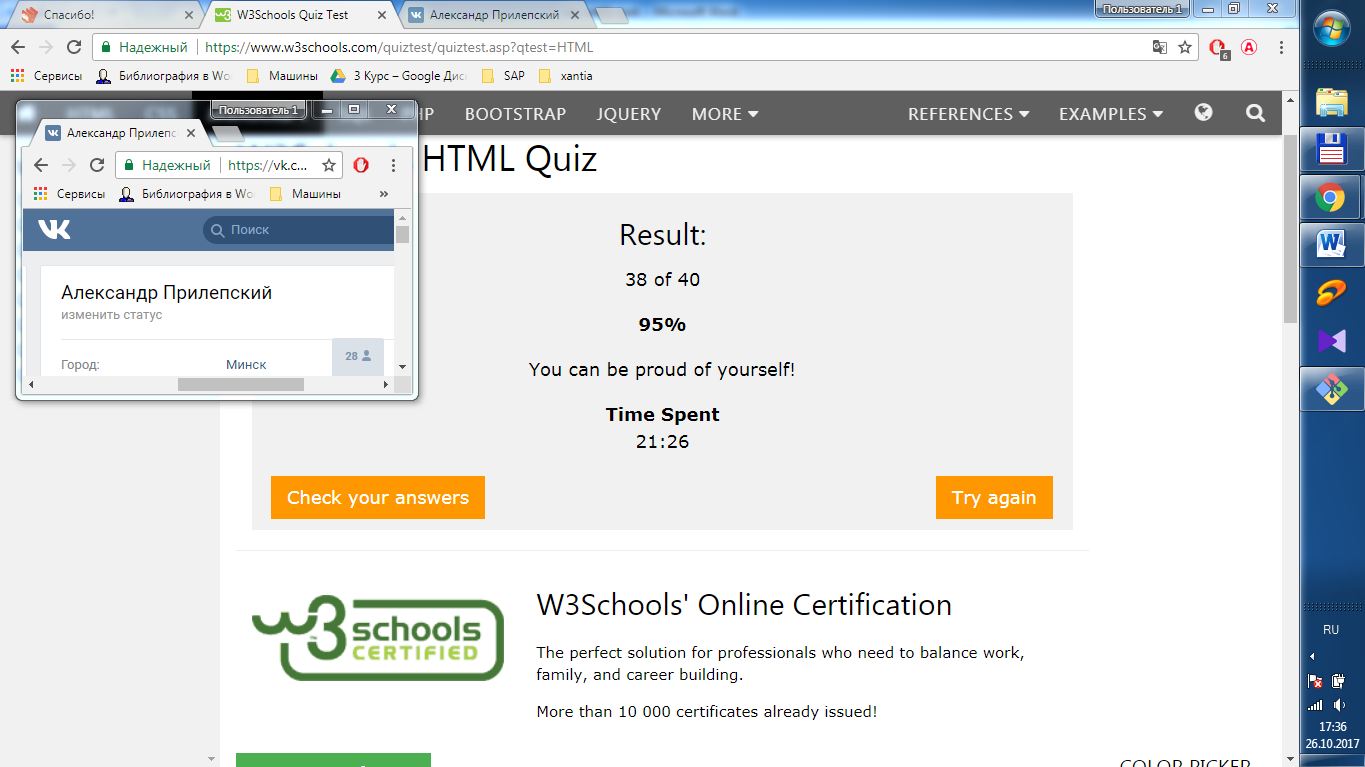 Спасибо!
W3Schools Quiz Test
Александр Прилепский
Пользователь 1
Надежный
https://www.w3schools.com/quiztest/quiztest.asp?qtest=HTML
6
Сервисы
Библиография в Wo
Машины
3 Курс – Google Дис
SAP
xantia
BOOTSTRAP
JQUERY
MORE
REFERENCES
EXAMPLES
Пользователь 1
Александр Прилепс
Надежный
https://vk.c...
Сервисы
Библиография в Wo
Машины
»
Поиск
Александр Прилепский
изменить статус
Город:
Минск
28
HTML Quiz
Result:
38 of 40
95%
You can be proud of yourself!
Time Spent
21:26
Check your answers
Try again
w3schools
CERTIFIED
W3Schools' Online Certification
The perfect solution for professionals who need to balance work,
family, and career building.
More than 10 000 certificates already issued!
COLOR PICKER
RU
17:36
26.10.2017